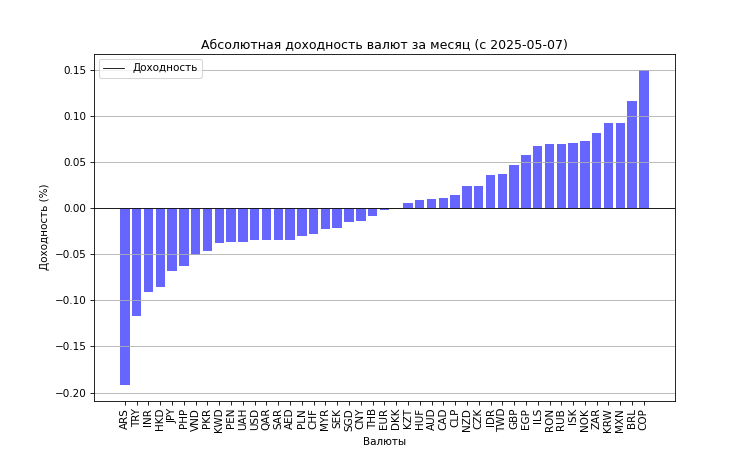 Абсолютная доходность валют за месяц (с 2025-05-07)
Доходность
0.15
0.10
0.05
0.00
−0.05
−0.10
−0.15
−0.20
Доходность (%)
ARS
TRY
INR
HKD
JPY
PHP
VND
PKR
KWD
PEN
UAH
USD
QAR
SAR
AED
PLN
CHF
MYR
SEK
SGD
CNY
THB
EUR
DKK
KZT
HUF
AUD
CAD
CLP
NZD
CZK
IDR
TWD
GBP
EGP
ILS
RON
RUB
ISK
NOK
ZAR
KRW
MXN
BRL
COP
Валюты